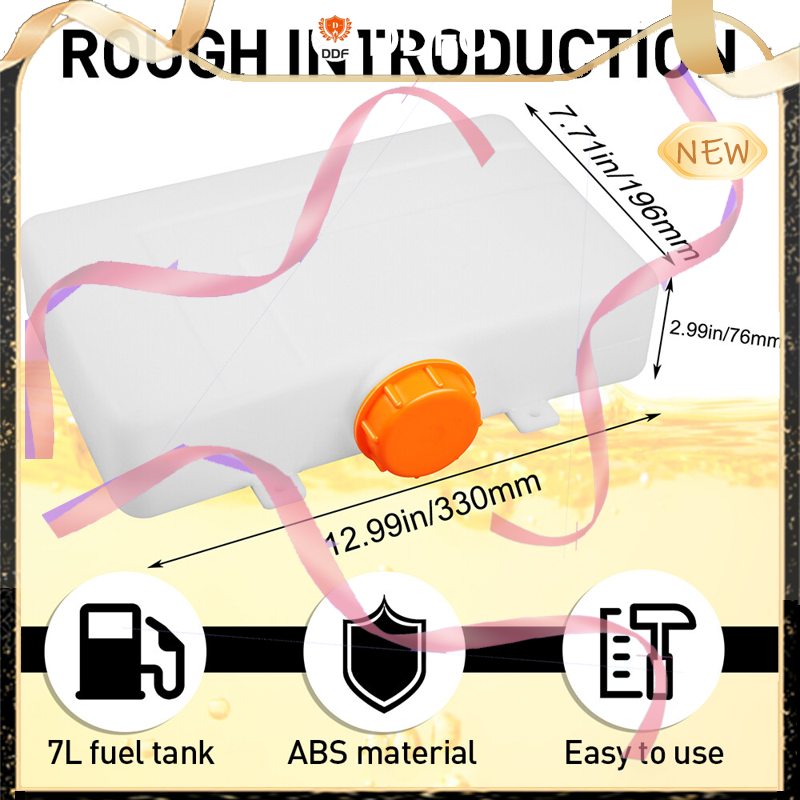 ROUGH INTRODUCTION
DDF
7.71in/196mm
NEW
2.99in/76mm
12.99in/330mm
7L fuel tank
ABS material
Easy to use